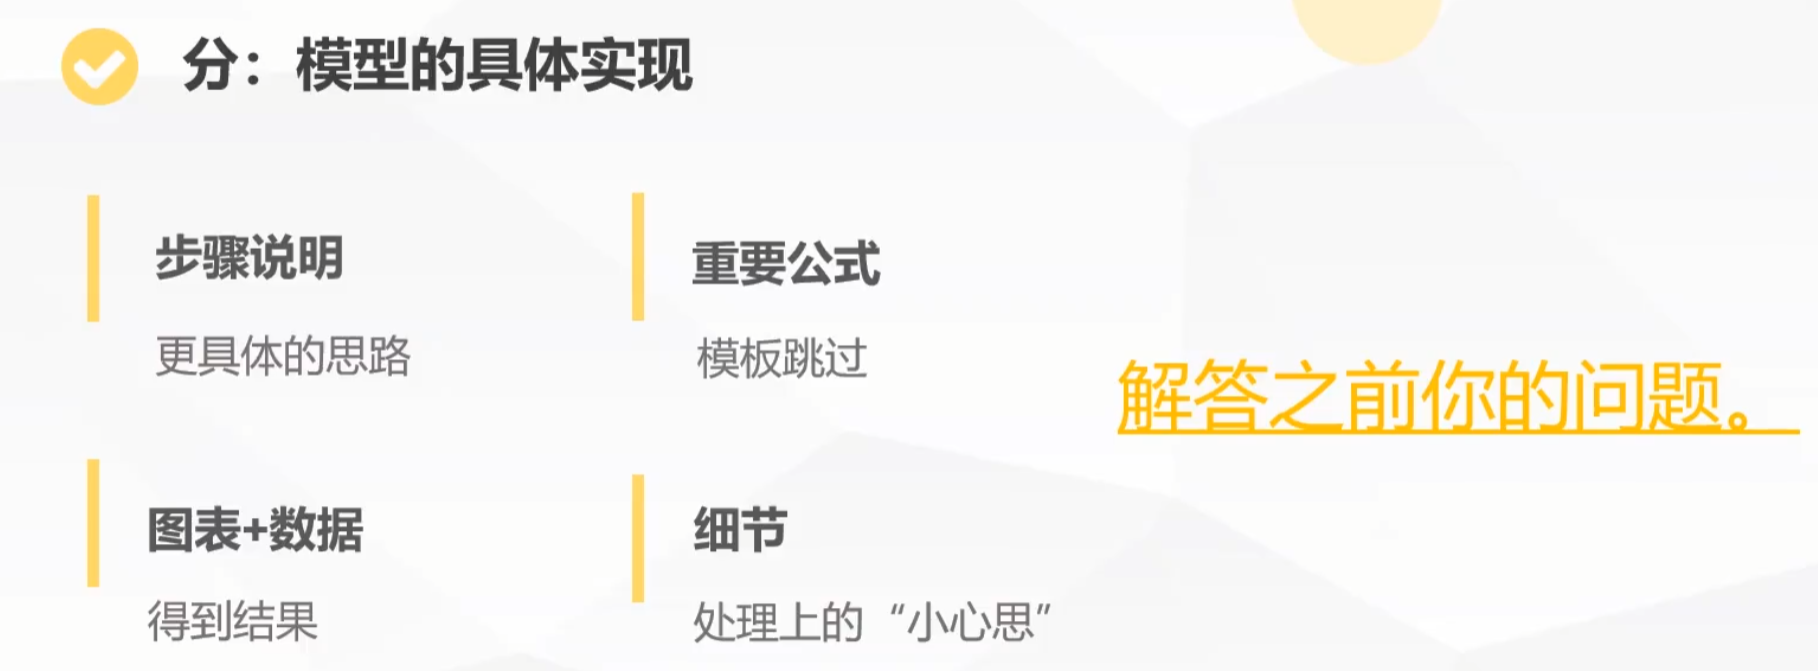 分：模型的具体实现
步骤说明
更具体的思路
重要公式
模板跳过
图表+数据
得到结果
细节
处理上的“小心思”
解答之前你的问题。